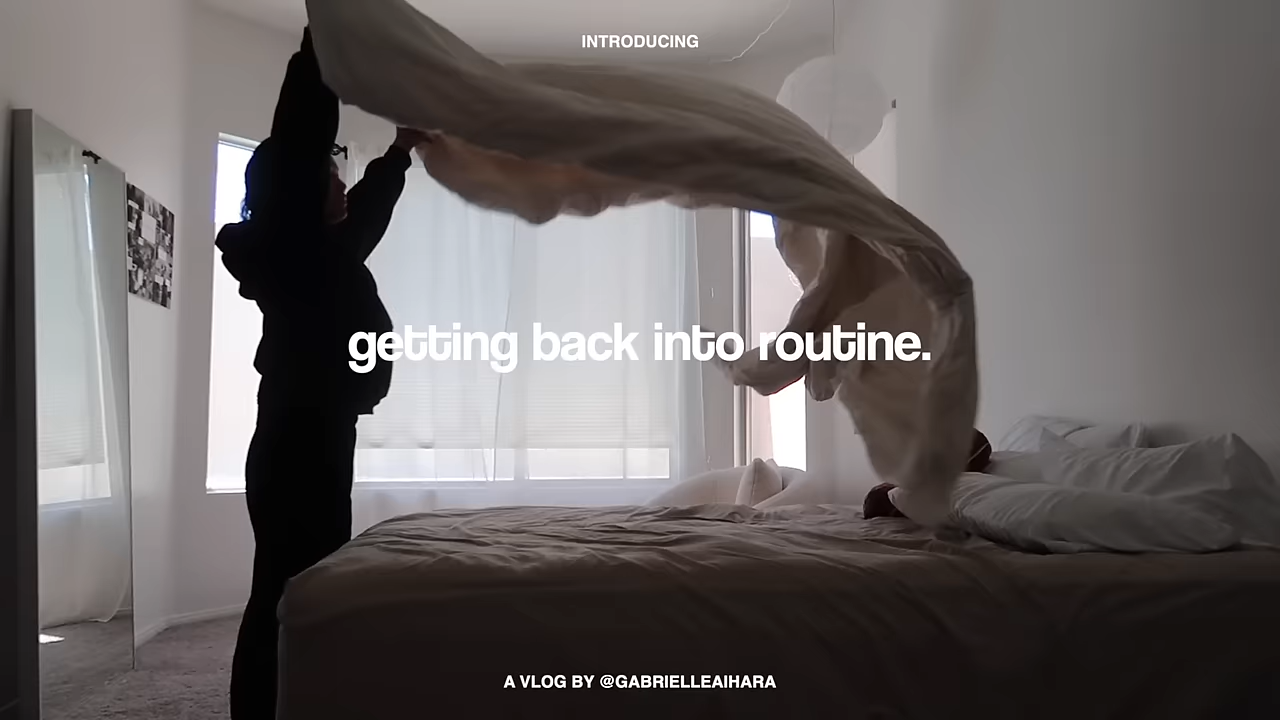 INTRODUCING
getting back into routine.
A VLOG BY @GABRIELLEAIHARA